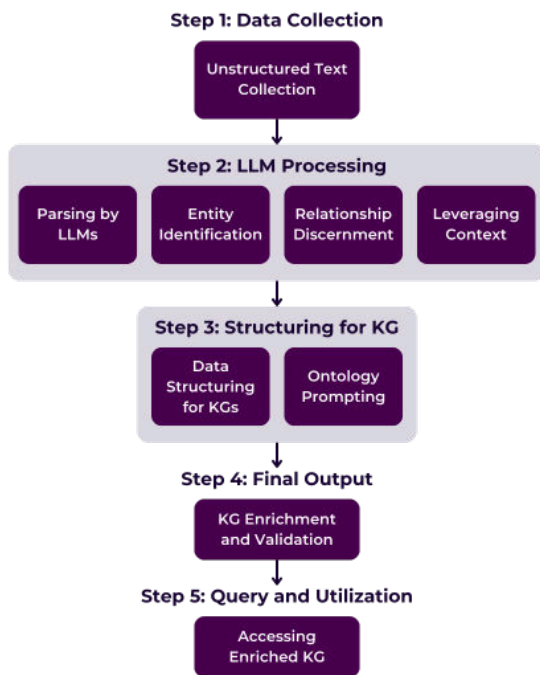 Step 1: Data Collection
Unstructured Text
Collection
Step 2: LLM Processing
Parsing by
LLMs
Entity
Identification
Relationship
Discernment
Leveraging
Context
Step 3: Structuring for KG
Data
Structuring
for KGs
Ontology
Prompting
Step 4: Final Output
KG Enrichment
and Validation
Step 5: Query and Utilization
Accessing
Enriched KG